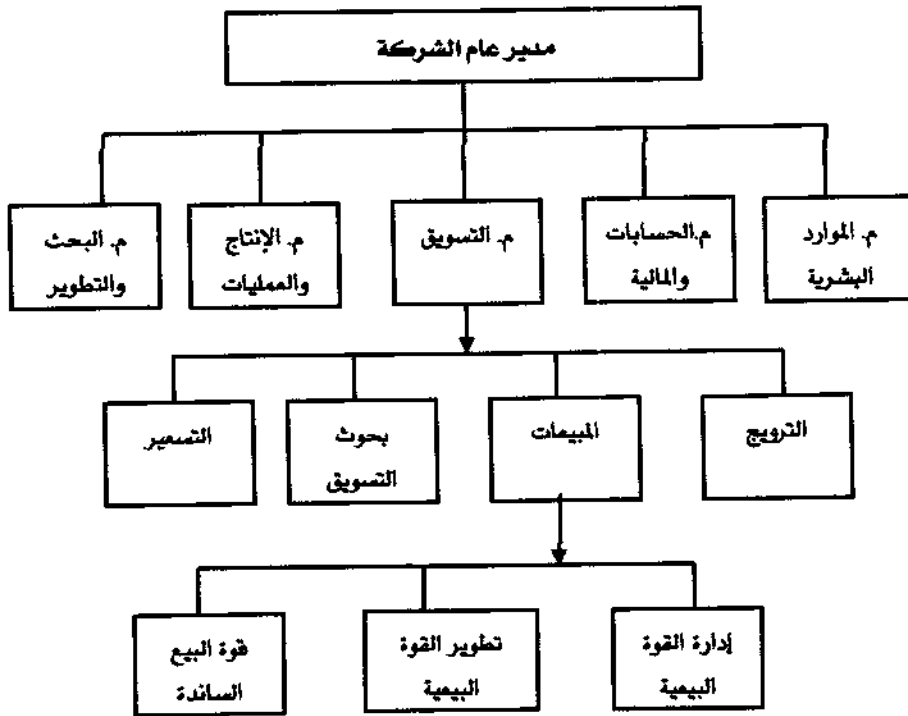 مدير عام الشركة
م. الموارد
البشرية
م.الحسابات
والمالية
م. التسويق
م. الإنتاج
والعمليات
م. البحث
والتطوير
الترويج
المبيعات
بحوث
التسويق
التسعير
إدارة القوة
البيعية
تطوير القوة
البيعية
قوة البيع
الساندة